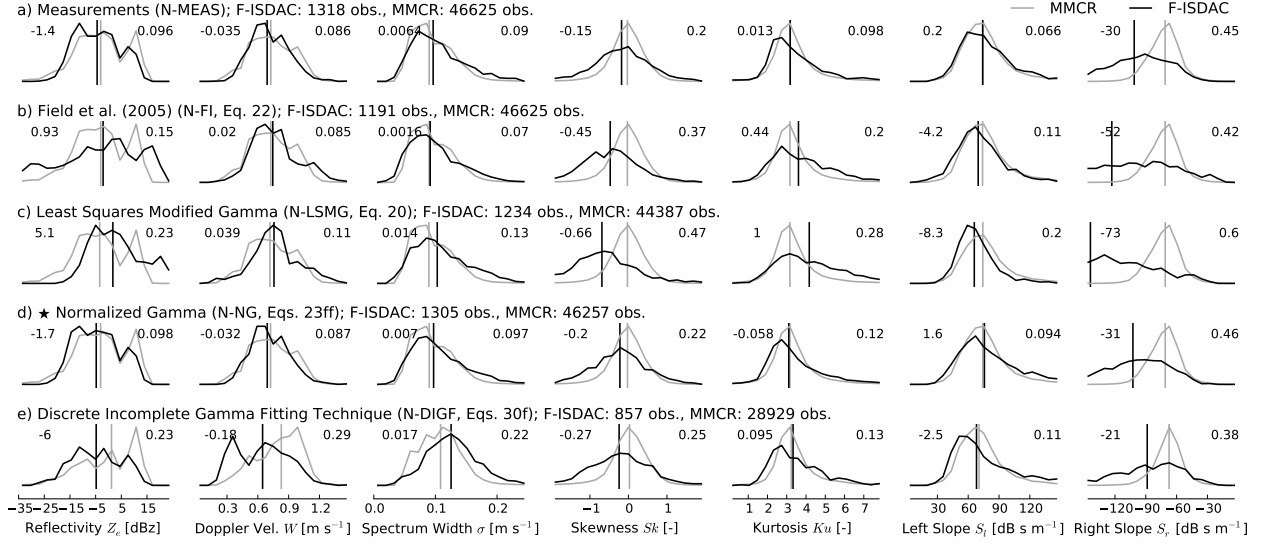 a) Measurements (N-MEAS); F-ISDAC: 1318 obs., MMCR: 46625 obs.
MMCR F-ISDAC
-1.4 0.096 -0.035 0.086 0.0064 0.09 -0.15 0.2 0.013 0.098 0.2 0.066 -30 0.45
b) Field et al. (2005) (N-FI, Eq. 22); F-ISDAC: 1191 obs., MMCR: 46625 obs.
0.93 0.15 0.02 0.085 0.0016 0.07 -0.45 0.37 0.44 0.2 -4.2 0.11 -52 0.42
c) Least Squares Modified Gamma (N-LSMG, Eq. 20); F-ISDAC: 1234 obs., MMCR: 44387 obs.
5.1 0.23 0.039 0.11 0.014 0.13 -0.66 0.47 1 0.28 -8.3 0.2 -73 0.6
d) ★ Normalized Gamma (N-NG, Eqs. 23ff); F-ISDAC: 1305 obs., MMCR: 46257 obs.
-1.7 0.098 -0.032 0.087 0.007 0.097 -0.2 0.22 -0.058 0.12 1.6 0.094 -31 0.46
e) Discrete Incomplete Gamma Fitting Technique (N-DIGF, Eqs. 30f); F-ISDAC: 857 obs., MMCR: 28929 obs.
-6 0.23 -0.18 0.29 0.017 0.22 -0.27 0.25 0.095 0.13 -2.5 0.11 -21 0.38
−35 −25 −15 −5 5 15 0.3 0.6 0.9 1.2 0.0 0.1 0.2 −1 0 1 1 2 3 4 5 6 7 30 60 90 120 −120 −90 −60 −30
Reflectivity Z_e [dBz] Doppler Vel. W [m s⁻¹] Spectrum Width σ [m s⁻¹] Skewness Sk [-] Kurtosis Ku [-] Left Slope S_l [dB s m⁻¹] Right Slope S_r [dB s m⁻¹]